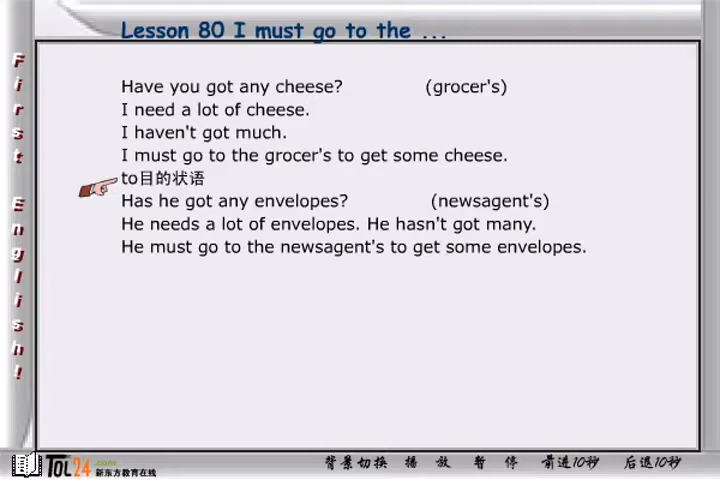 Lesson 80 I must go to the ...
First English!
Have you got any cheese? (grocer's)
I need a lot of cheese.
I haven't got much.
I must go to the grocer's to get some cheese.
to目的状语
Has he got any envelopes? (newsagent's)
He needs a lot of envelopes. He hasn't got many.
He must go to the newsagent's to get some envelopes.
TOL24.com
新东方教育在线
背景切换 播 放 暂 停 前进10秒 后退10秒